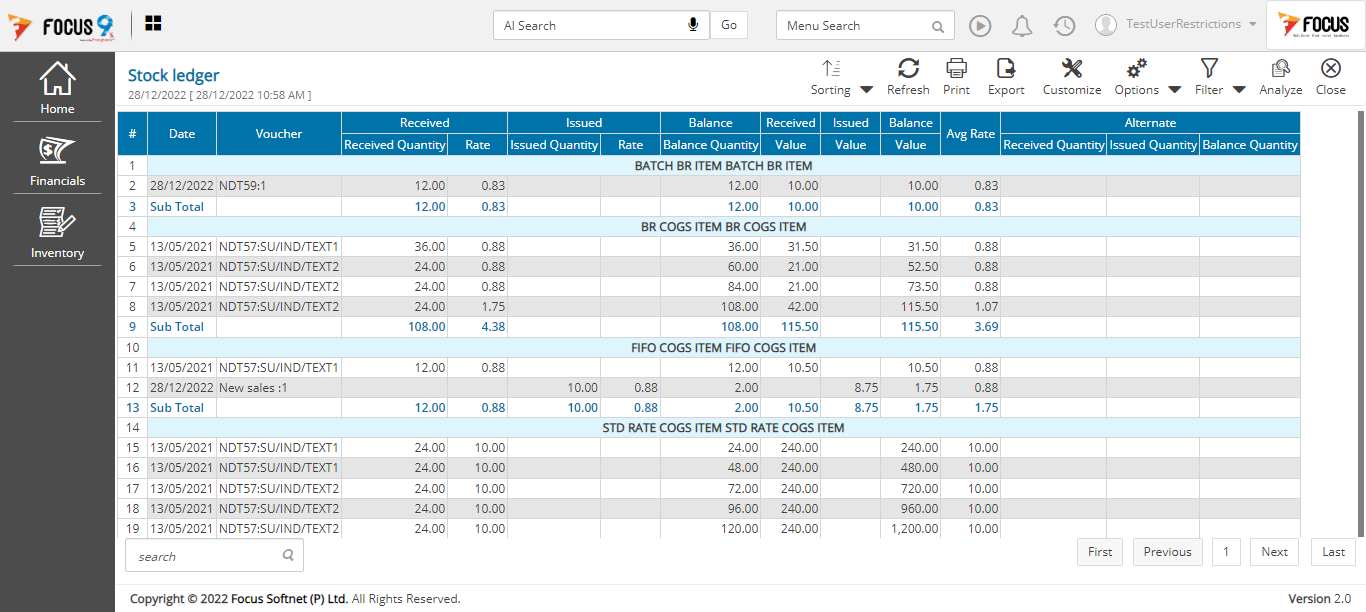 FOCUS 9 AI Search Go Menu Search TestUserRestrictions FOCUS
Home
Financials
Inventory
Stock ledger
28/12/2022 [ 28/12/2022 10:58 AM ]
Sorting Refresh Print Export Customize Options Filter Analyze Close
# Date Voucher Received Issued Balance Received Issued Balance Avg Rate Alternate
Received Quantity Rate Issued Quantity Rate Balance Quantity Value Value Value Received Quantity Issued Quantity Balance Quantity
1 BATCH BR ITEM BATCH BR ITEM
2 28/12/2022 NDT59:1 12.00 0.83 12.00 10.00 10.00 0.83
3 Sub Total 12.00 0.83 12.00 10.00 10.00 0.83
4 BR COGS ITEM BR COGS ITEM
5 13/05/2021 NDT57:SU/IND/TEXT1 36.00 0.88 36.00 31.50 31.50 0.88
6 13/05/2021 NDT57:SU/IND/TEXT2 24.00 0.88 60.00 21.00 52.50 0.88
7 13/05/2021 NDT57:SU/IND/TEXT2 24.00 0.88 84.00 21.00 73.50 0.88
8 13/05/2021 NDT57:SU/IND/TEXT2 24.00 1.75 108.00 42.00 115.50 1.07
9 Sub Total 108.00 4.38 108.00 115.50 115.50 3.69
10 FIFO COGS ITEM FIFO COGS ITEM
11 13/05/2021 NDT57:SU/IND/TEXT1 12.00 0.88 12.00 10.50 10.50 0.88
12 28/12/2022 New sales :1 10.00 0.88 2.00 8.75 1.75 0.88
13 Sub Total 12.00 0.88 10.00 0.88 2.00 10.50 8.75 1.75 1.75
14 STD RATE COGS ITEM STD RATE COGS ITEM
15 13/05/2021 NDT57:SU/IND/TEXT1 24.00 10.00 24.00 240.00 240.00 10.00
16 13/05/2021 NDT57:SU/IND/TEXT1 24.00 10.00 48.00 240.00 480.00 10.00
17 13/05/2021 NDT57:SU/IND/TEXT2 24.00 10.00 72.00 240.00 720.00 10.00
18 13/05/2021 NDT57:SU/IND/TEXT2 24.00 10.00 96.00 240.00 960.00 10.00
19 13/05/2021 NDT57:SU/IND/TEXT2 24.00 10.00 120.00 240.00 1,200.00 10.00
search First Previous 1 Next Last
Copyright © 2022 Focus Softnet (P) Ltd. All Rights Reserved. Version 2.0